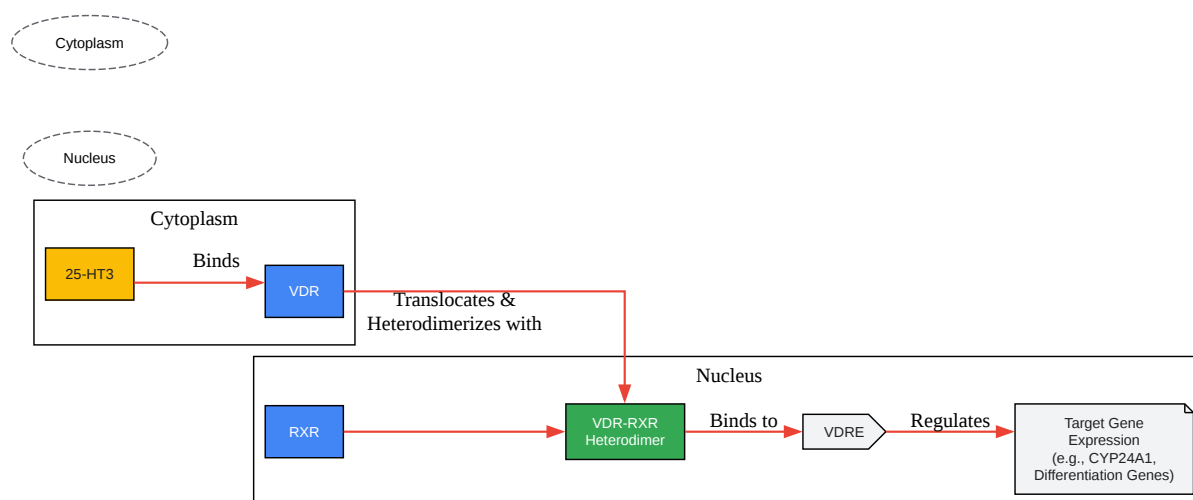 Cytoplasm
Nucleus
Cytoplasm
25-HT3
Binds
VDR
Translocates &
Heterodimerizes with
Nucleus
RXR
VDR-RXR
Heterodimer
Binds to
VDRE
Regulates
Target Gene
Expression
(e.g., CYP24A1,
Differentiation Genes)